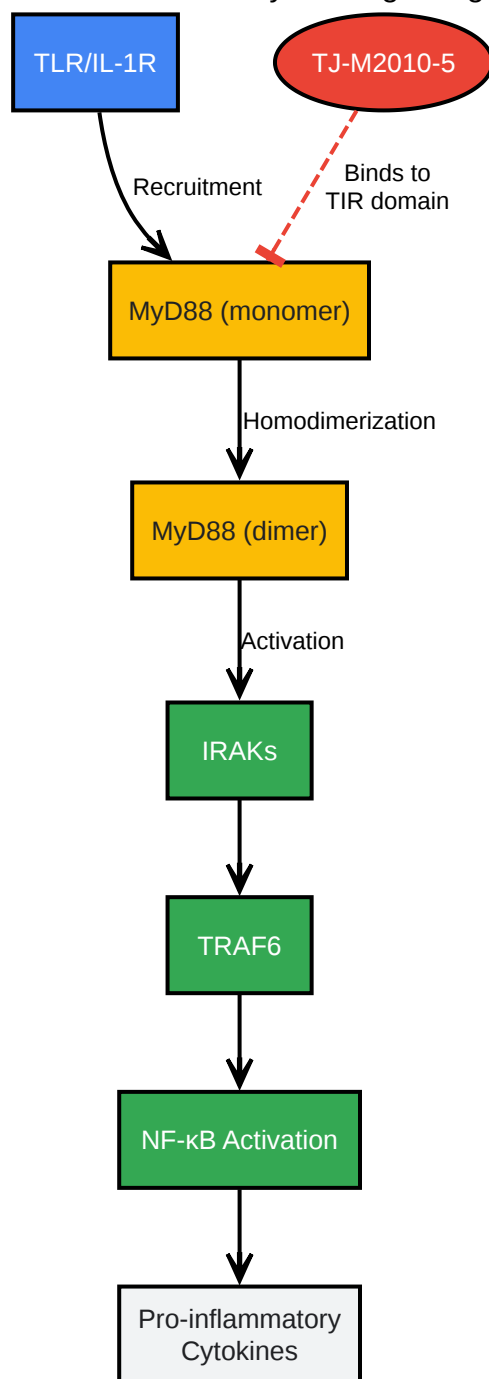 TLR/IL-1R
TJ-M2010-5
Recruitment
Binds to
TIR domain
MyD88 (monomer)
Homodimerization
MyD88 (dimer)
Activation
IRAKs
TRAF6
NF-κB Activation
Pro-inflammatory
Cytokines